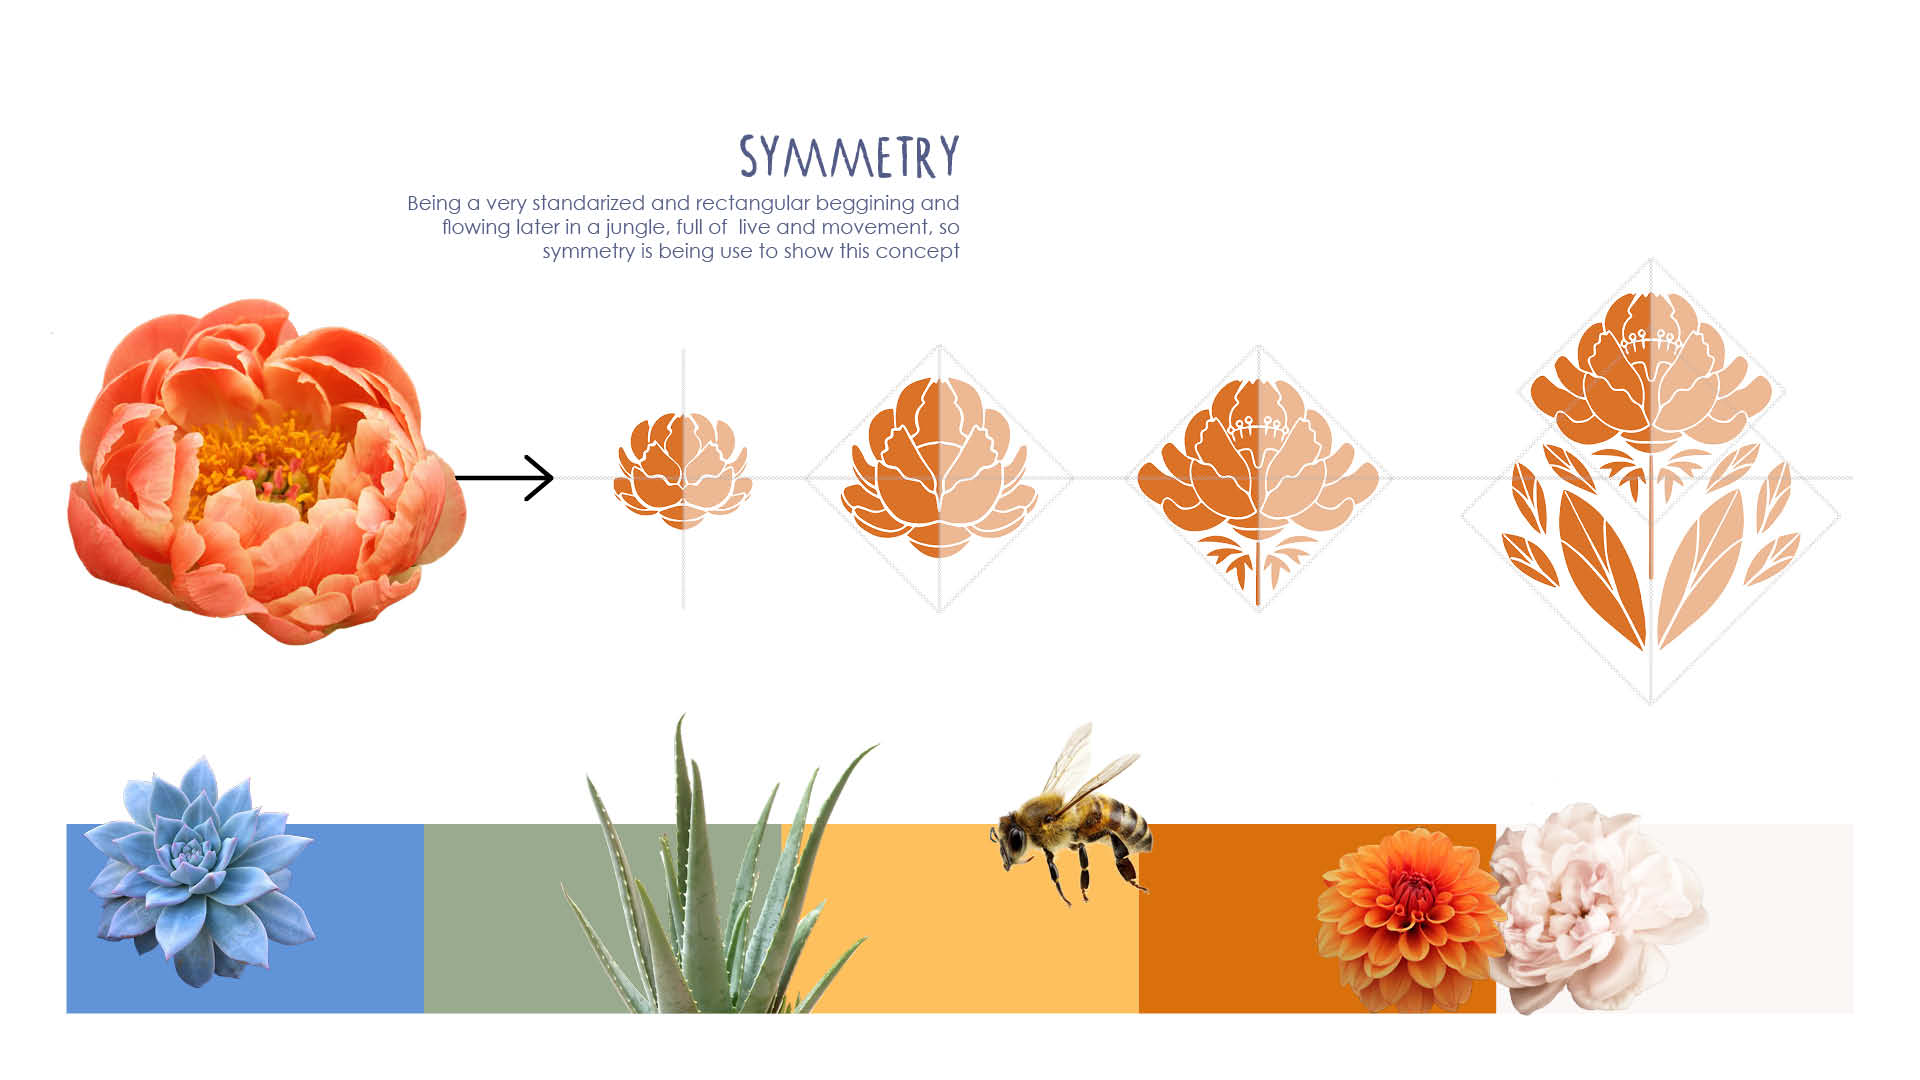 SYMMETRY
Being a very standarized and rectangular beggining and
flowing later in a jungle, full of  live and movement, so
symmetry is being use to show this concept